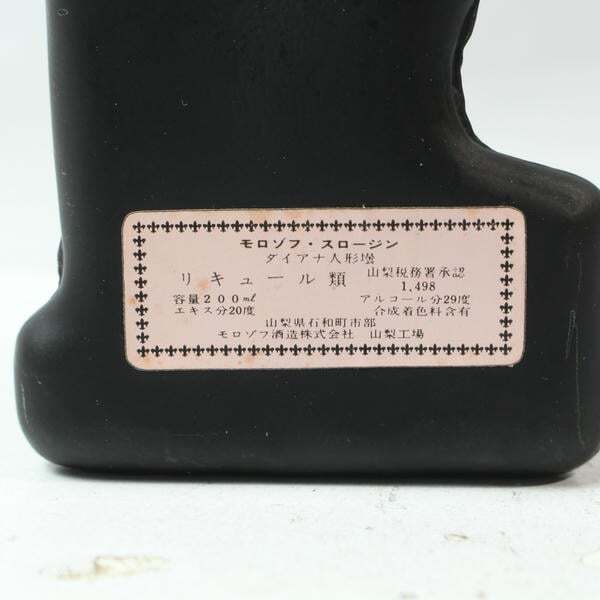 モロゾフ・スロージン
ダイアナ人形壜
リキュール類 山梨税務署承認
1,498
容量200ml アルコール分29度
エキス分20度 合成着色料含有
山梨県石和町市部
モロゾフ酒造株式会社 山梨工場